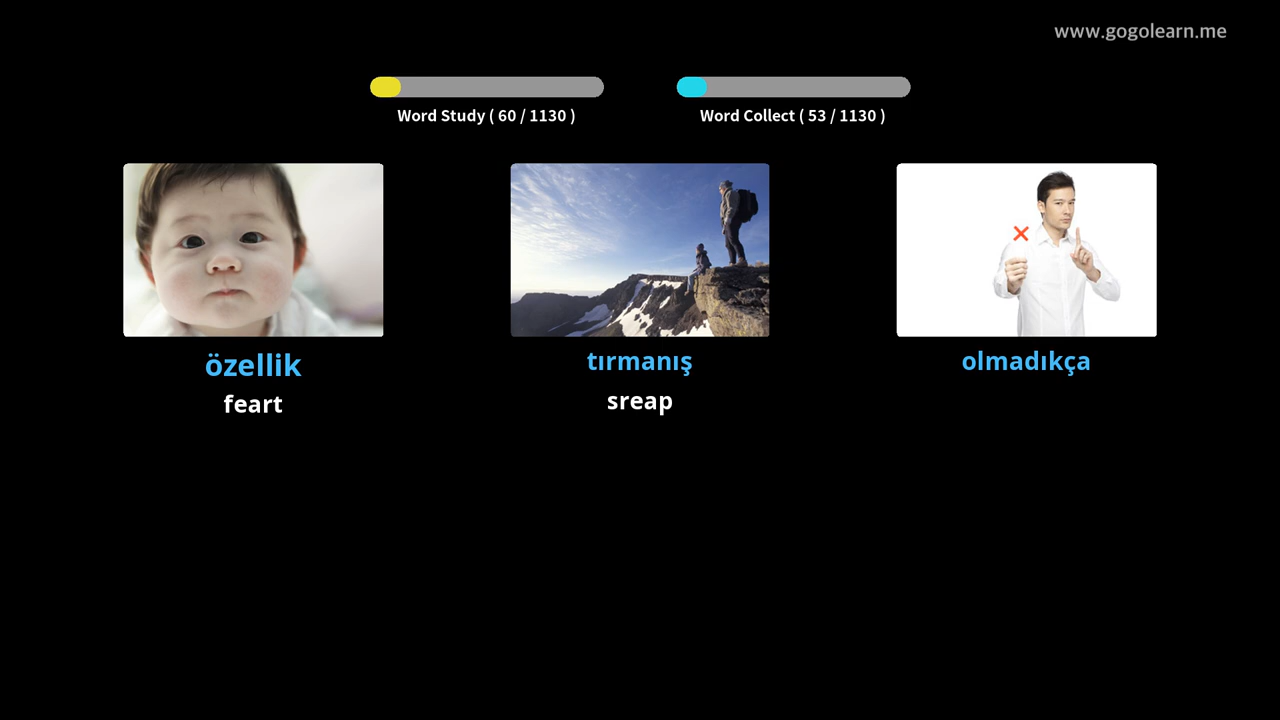 www.gogolearn.me
Word Study ( 60 / 1130 )
Word Collect ( 53 / 1130 )
özellik
feart
tırmanış
sreap
olmadıkça